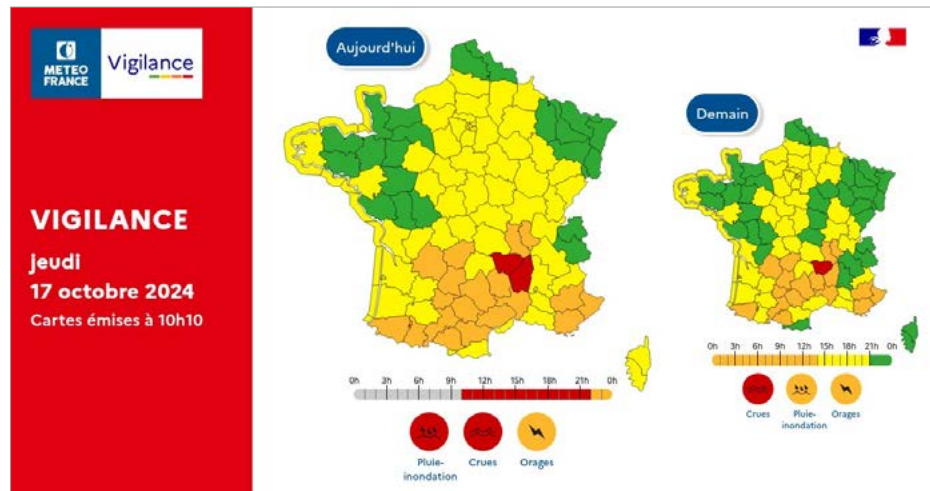 METEO
FRANCE
Vigilance
VIGILANCE
jeudi
17 octobre 2024
Cartes émises à 10h10
Aujourd'hui
0h 3h 6h 9h 12h 15h 18h 21h 0h
Pluie-
inondation
Crues
Orages
Demain
0h 3h 6h 9h 12h 15h 18h 21h 0h
Crues
Pluie-
inondation
Orages